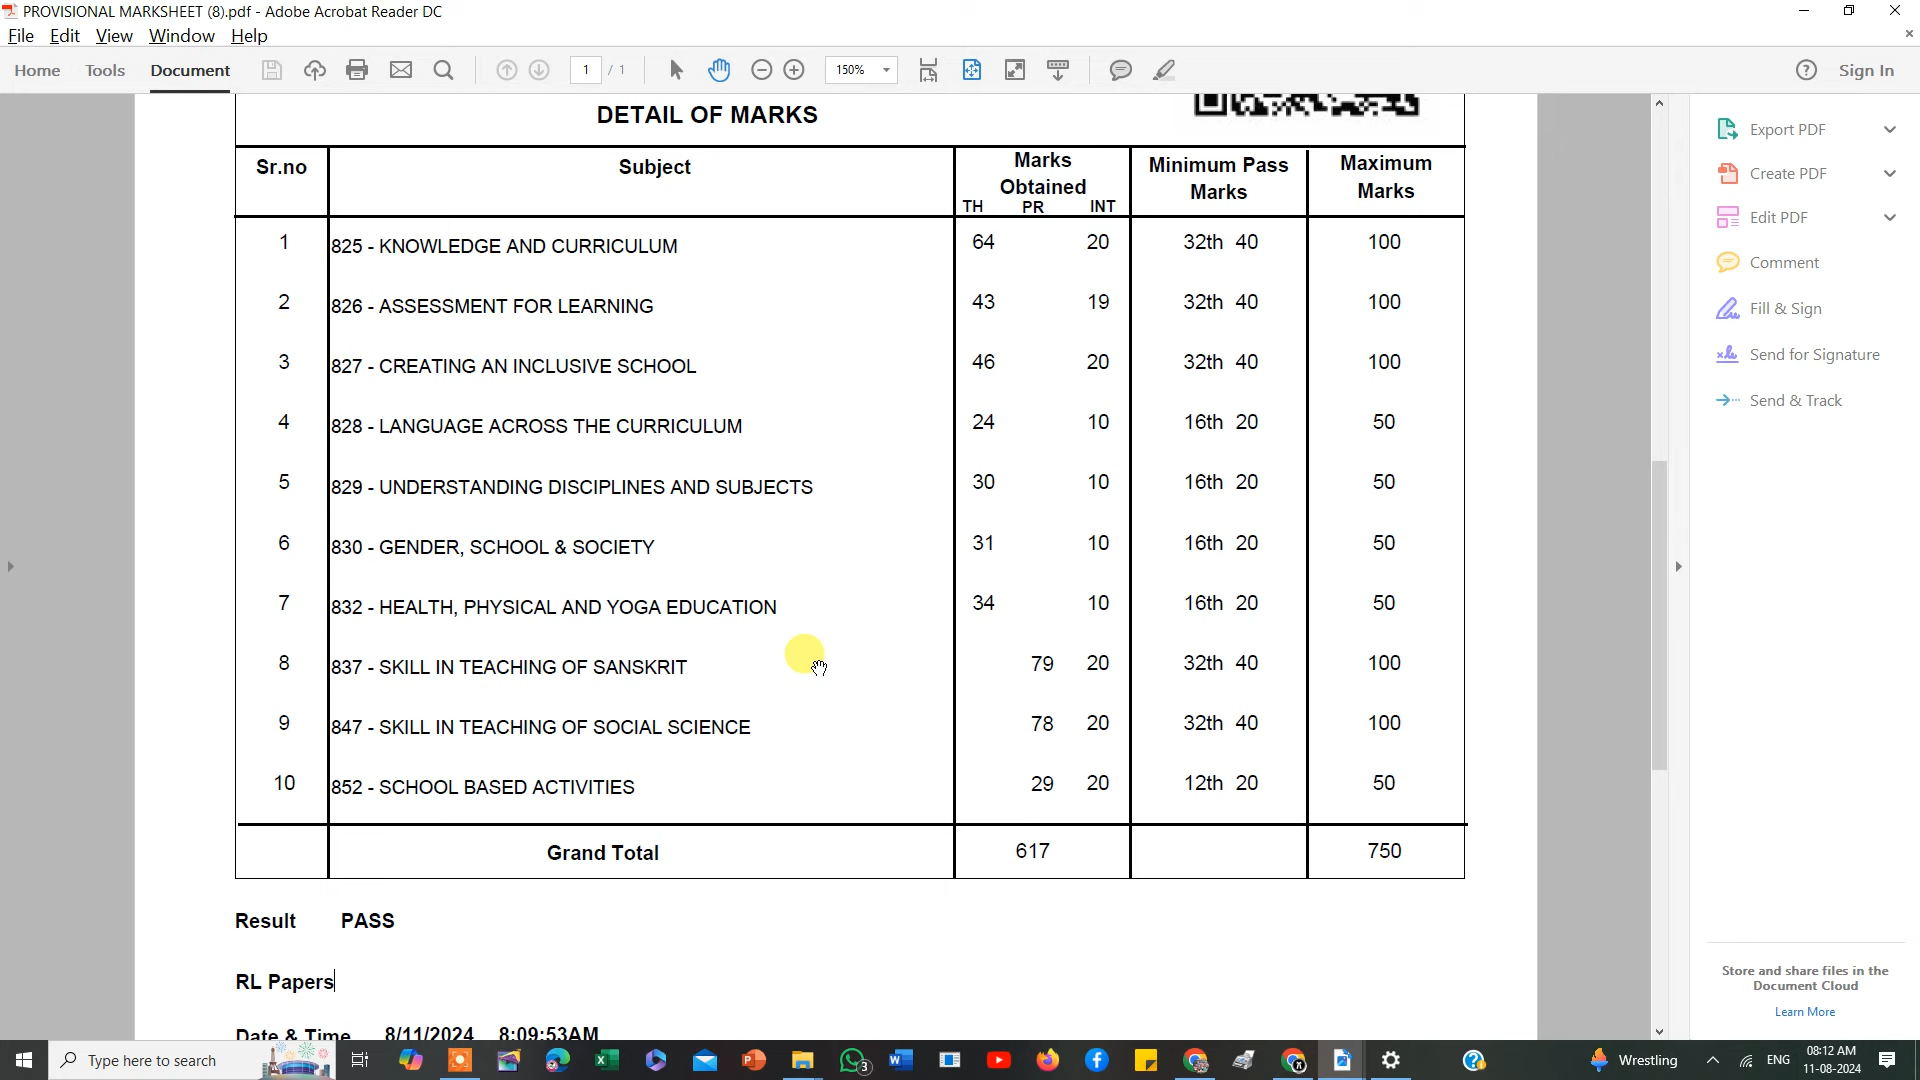 PROVISIONAL MARKSHEET (8).pdf - Adobe Acrobat Reader DC
File Edit View Window Help
Home Tools Document 1 / 1 150% Sign In
DETAIL OF MARKS
Sr.no Subject Marks Obtained TH PR INT Minimum Pass Marks Maximum Marks
1 825 - KNOWLEDGE AND CURRICULUM 64 20 32th 40 100
2 826 - ASSESSMENT FOR LEARNING 43 19 32th 40 100
3 827 - CREATING AN INCLUSIVE SCHOOL 46 20 32th 40 100
4 828 - LANGUAGE ACROSS THE CURRICULUM 24 10 16th 20 50
5 829 - UNDERSTANDING DISCIPLINES AND SUBJECTS 30 10 16th 20 50
6 830 - GENDER, SCHOOL & SOCIETY 31 10 16th 20 50
7 832 - HEALTH, PHYSICAL AND YOGA EDUCATION 34 10 16th 20 50
8 837 - SKILL IN TEACHING OF SANSKRIT 79 20 32th 40 100
9 847 - SKILL IN TEACHING OF SOCIAL SCIENCE 78 20 32th 40 100
10 852 - SCHOOL BASED ACTIVITIES 29 20 12th 20 50
Grand Total 617 750
Result PASS
RL Papers
Date & Time 8/11/2024 8:09:53AM
Export PDF
Create PDF
Edit PDF
Comment
Fill & Sign
Send for Signature
Send & Track
Store and share files in the
Document Cloud
Learn More
Type here to search 3 Wrestling ENG 08:12 AM
11-08-2024